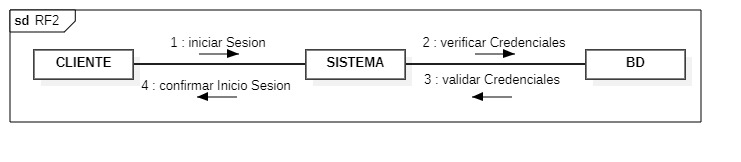 sd RF2
1 : iniciar Sesion
2 : verificar Credenciales
CLIENTE
SISTEMA
BD
4 : confirmar Inicio Sesion
3 : validar Credenciales